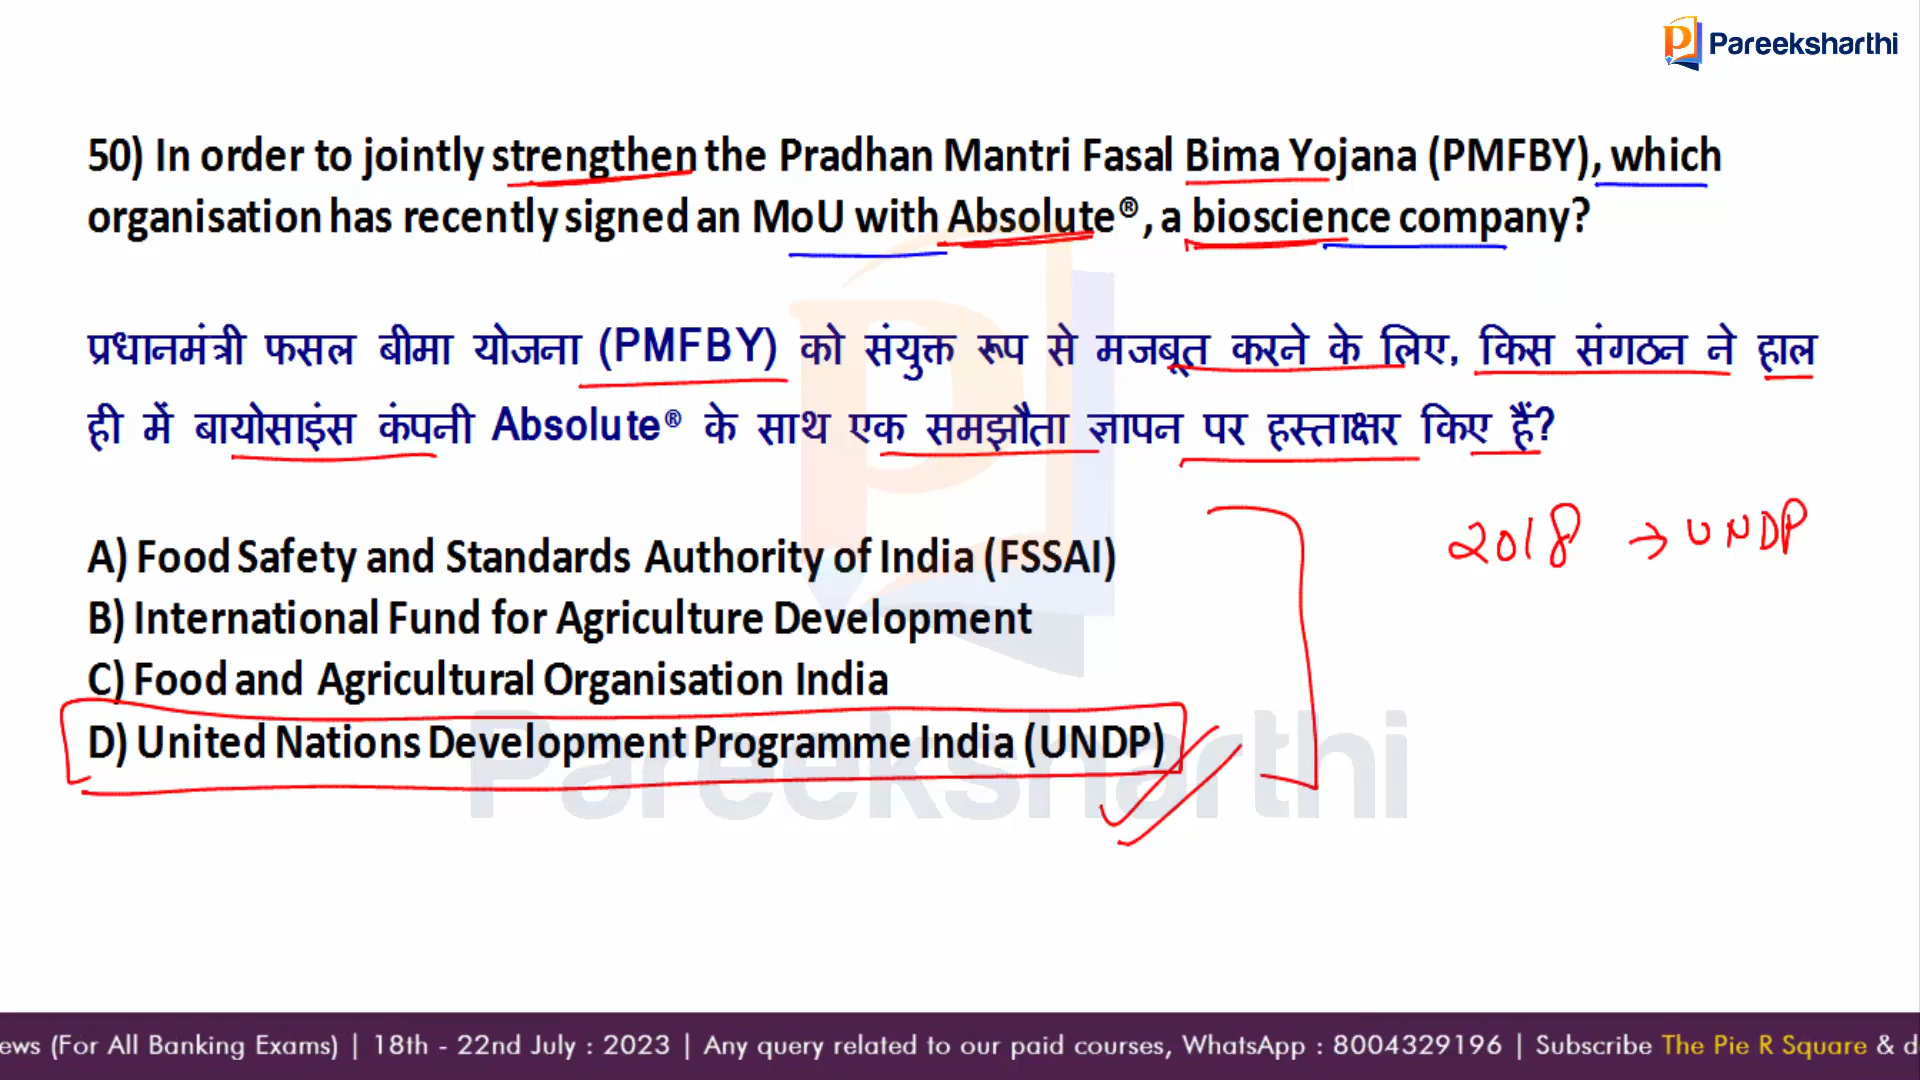 Pareeksharthi
50) In order to jointly strengthen the Pradhan Mantri Fasal Bima Yojana (PMFBY), which
organisation has recently signed an MoU with Absolute®, a bioscience company?
प्रधानमंत्री फसल बीमा योजना (PMFBY) को संयुक्त रूप से मजबूत करने के लिए, किस संगठन ने हाल
ही में बायोसाइंस कंपनी Absolute® के साथ एक समझौता ज्ञापन पर हस्ताक्षर किए हैं?
2018 → UNDP
A) Food Safety and Standards Authority of India (FSSAI)
B) International Fund for Agriculture Development
C) Food and Agricultural Organisation India
D) United Nations Development Programme India (UNDP)
Pareeksharthi
ews (For All Banking Exams) | 18th - 22nd July : 2023 | Any query related to our paid courses, WhatsApp : 8004329196 | Subscribe The Pie R Square & d